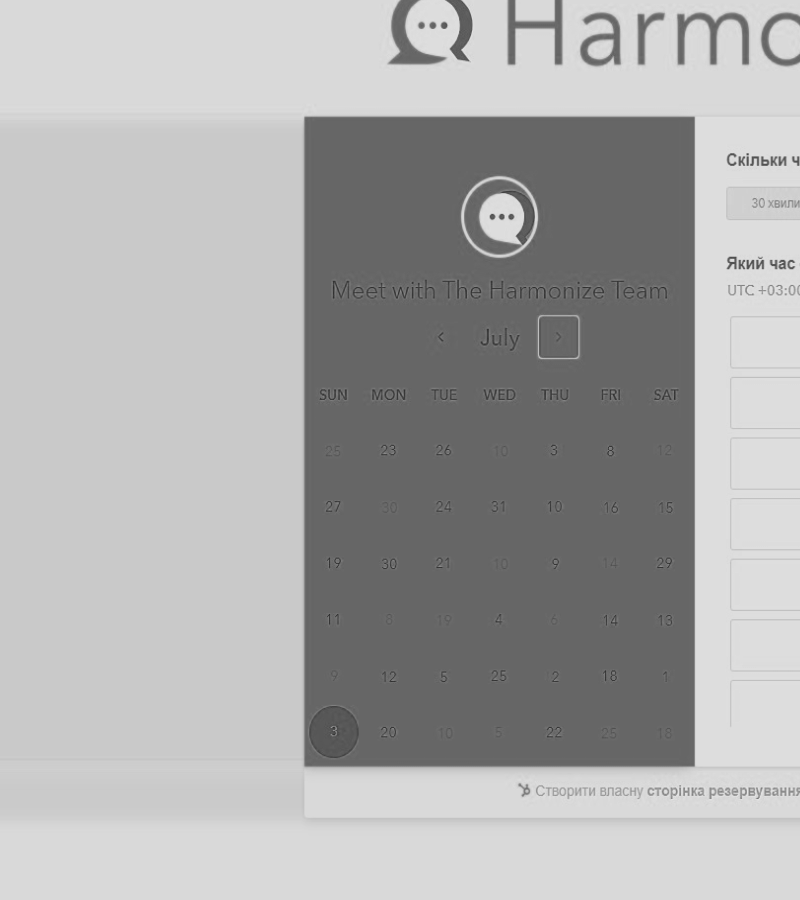 Harmo
Meet with The Harmonize Team
July
SUN MON TUE WED THU FRI SAT
25 23 26 10 3 8 12
27 30 24 31 10 16 15
19 30 21 10 9 14 29
11 8 19 4 6 14 13
9 12 5 25 2 18 1
3 20 10 5 22 25 18
Скільки ч
30 хвили
Який час
UTC +03:00
Створити власну сторінка резервування